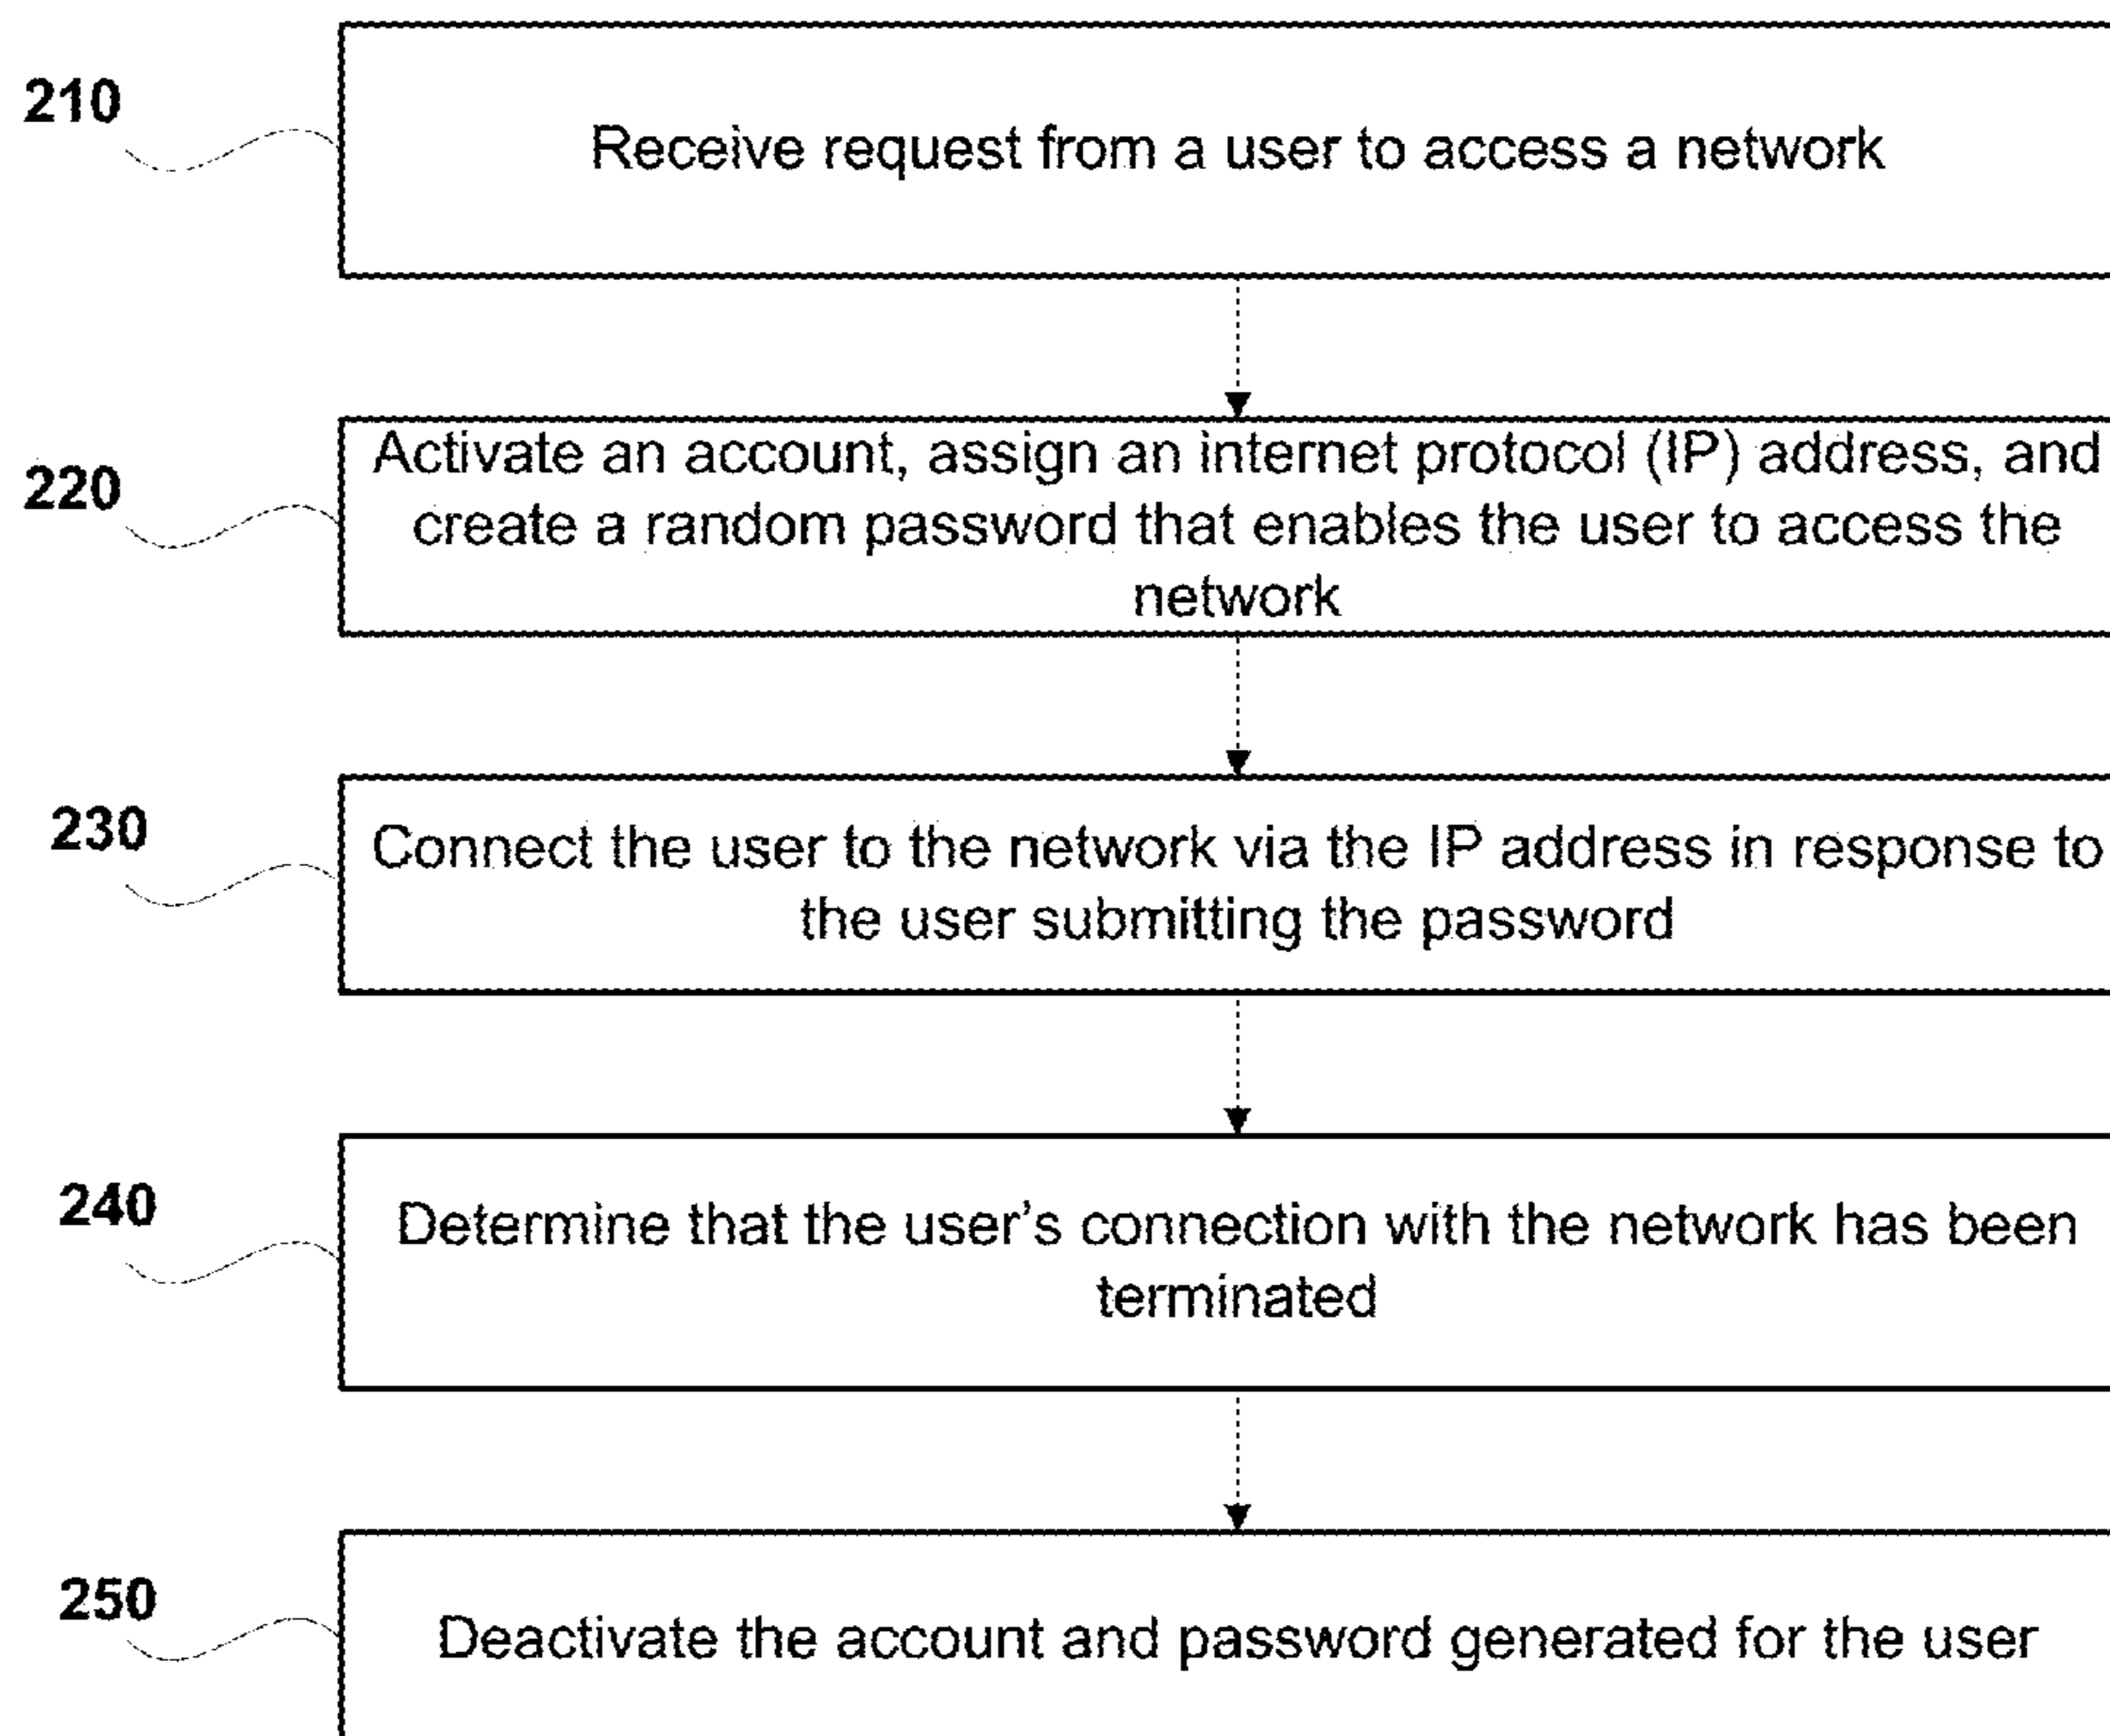 210
Receive request from a user to access a network
220
Activate an account, assign an internet protocol (IP) address, and
create a random password that enables the user to access the
network
230
Connect the user to the network via the IP address in response to
the user submitting the password
240
Determine that the user's connection with the network has been
terminated
250
Deactivate the account and password generated for the user